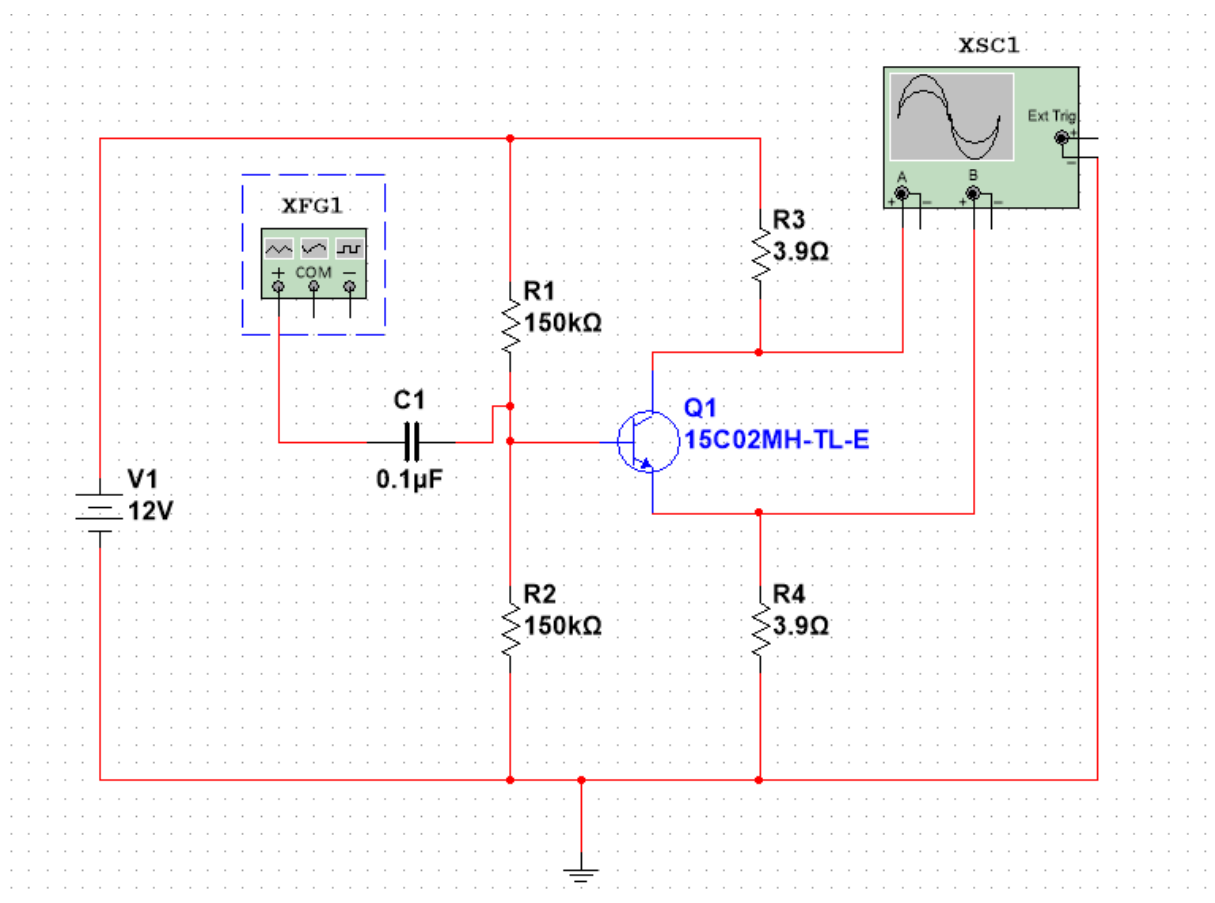 XSC1
Ext Trig
+
−
A
B
+ − + −
XFG1
+ COM −
R3
3.9Ω
R1
150kΩ
C1
0.1µF
Q1
15C02MH-TL-E
V1
12V
R2
150kΩ
R4
3.9Ω